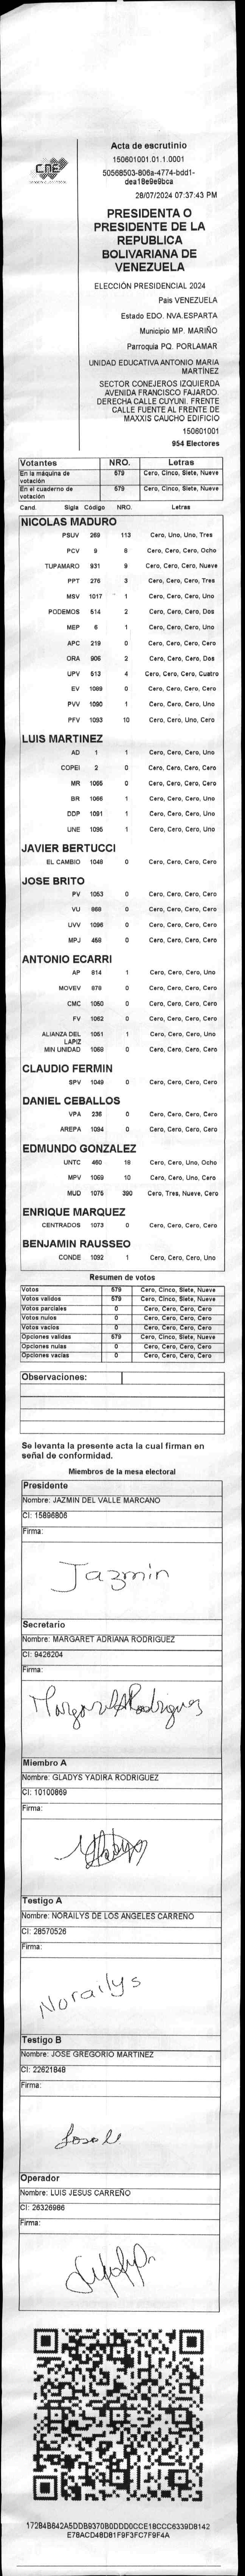 CNE
Acta de escrutinio
150601001.01.1.0001
50568503-806a-4774-bdd1-
dea18e9e9bca
28/07/2024 07:37:43 PM
PRESIDENTA O
PRESIDENTE DE LA
REPUBLICA
BOLIVARIANA DE
VENEZUELA
ELECCIÓN PRESIDENCIAL 2024
Pais VENEZUELA
Estado EDO. NVA.ESPARTA
Municipio MP. MARIÑO
Parroquia PQ. PORLAMAR
UNIDAD EDUCATIVA ANTONIO MARIA
MARTÍNEZ
SECTOR CONEJEROS IZQUIERDA
AVENIDA FRANCISCO FAJARDO.
DERECHA CALLE CUYUNI. FRENTE
CALLE FUENTE AL FRENTE DE
MAXXIS CAUCHO EDIFICIO
150601001
954 Electores
Votantes NRO. Letras
En la máquina de votación 579 Cero, Cinco, Siete, Nueve
En el cuaderno de votación 579 Cero, Cinco, Siete, Nueve
Cand. Sigla Código NRO. Letras
NICOLAS MADURO
PSUV 269 113 Cero, Uno, Uno, Tres
PCV 9 8 Cero, Cero, Cero, Ocho
TUPAMARO 931 9 Cero, Cero, Cero, Nueve
PPT 276 3 Cero, Cero, Cero, Tres
MSV 1017 1 Cero, Cero, Cero, Uno
PODEMOS 514 2 Cero, Cero, Cero, Dos
MEP 6 1 Cero, Cero, Cero, Uno
APC 219 0 Cero, Cero, Cero, Cero
ORA 906 2 Cero, Cero, Cero, Dos
UPV 513 4 Cero, Cero, Cero, Cuatro
EV 1089 0 Cero, Cero, Cero, Cero
PVV 1090 1 Cero, Cero, Cero, Uno
PFV 1093 10 Cero, Cero, Uno, Cero
LUIS MARTINEZ
AD 1 1 Cero, Cero, Cero, Uno
COPEI 2 0 Cero, Cero, Cero, Cero
MR 1065 0 Cero, Cero, Cero, Cero
BR 1066 1 Cero, Cero, Cero, Uno
DDP 1091 1 Cero, Cero, Cero, Uno
UNE 1095 1 Cero, Cero, Cero, Uno
JAVIER BERTUCCI
EL CAMBIO 1048 0 Cero, Cero, Cero, Cero
JOSE BRITO
PV 1053 0 Cero, Cero, Cero, Cero
VU 868 0 Cero, Cero, Cero, Cero
UVV 1096 0 Cero, Cero, Cero, Cero
MPJ 458 0 Cero, Cero, Cero, Cero
ANTONIO ECARRI
AP 814 1 Cero, Cero, Cero, Uno
MOVEV 979 0 Cero, Cero, Cero, Cero
CMC 1050 0 Cero, Cero, Cero, Cero
FV 1052 0 Cero, Cero, Cero, Cero
ALIANZA DEL LAPIZ 1051 1 Cero, Cero, Cero, Uno
MIN UNIDAD 1068 0 Cero, Cero, Cero, Cero
CLAUDIO FERMIN
SPV 1049 0 Cero, Cero, Cero, Cero
DANIEL CEBALLOS
VPA 236 0 Cero, Cero, Cero, Cero
AREPA 1094 0 Cero, Cero, Cero, Cero
EDMUNDO GONZALEZ
UNTC 460 18 Cero, Cero, Uno, Ocho
MPV 1069 10 Cero, Cero, Uno, Cero
MUD 1075 390 Cero, Tres, Nueve, Cero
ENRIQUE MARQUEZ
CENTRADOS 1073 0 Cero, Cero, Cero, Cero
BENJAMIN RAUSSEO
CONDE 1092 1 Cero, Cero, Cero, Uno
Resumen de votos
Votos 579 Cero, Cinco, Siete, Nueve
Votos validos 579 Cero, Cinco, Siete, Nueve
Votos parciales 0 Cero, Cero, Cero, Cero
Votos nulos 0 Cero, Cero, Cero, Cero
Votos vacios 0 Cero, Cero, Cero, Cero
Opciones validas 579 Cero, Cinco, Siete, Nueve
Opciones nulas 0 Cero, Cero, Cero, Cero
Opciones vacias 0 Cero, Cero, Cero, Cero
Observaciones:
Se levanta la presente acta la cual firman en
señal de conformidad.
Miembros de la mesa electoral
Presidente
Nombre: JAZMIN DEL VALLE MARCANO
CI: 15896806
Firma:
Jazmin
Secretario
Nombre: MARGARET ADRIANA RODRIGUEZ
CI: 9426204
Firma:
Margaret A Rodriguez
Miembro A
Nombre: GLADYS YADIRA RODRIGUEZ
CI: 10100869
Firma:
Testigo A
Nombre: NORAILYS DE LOS ANGELES CARREÑO
CI: 28570526
Firma:
Norailys
Testigo B
Nombre: JOSE GREGORIO MARTINEZ
CI: 22621848
Firma:
Operador
Nombre: LUIS JESUS CARREÑO
CI: 26326986
Firma:
172B4B642A5DDB9370B0DDD0CCE18CCC6339D8142
E78ACD48D81F9F3FC7F9F4A